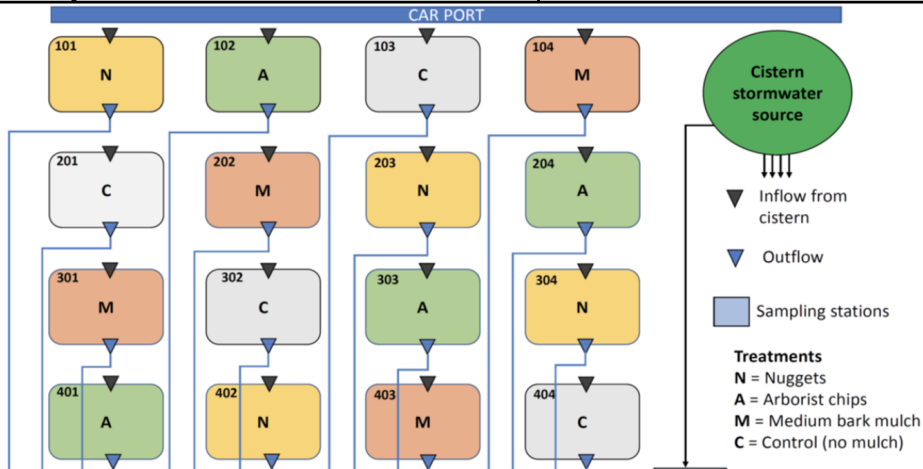 CAR PORT
101
N
102
A
103
C
104
M
Cistern
stormwater
source
201
C
202
M
203
N
204
A
Inflow from
cistern
Outflow
301
M
302
C
303
A
304
N
Sampling stations
401
A
402
N
403
M
404
C
Treatments
N = Nuggets
A = Arborist chips
M = Medium bark mulch
C = Control (no mulch)